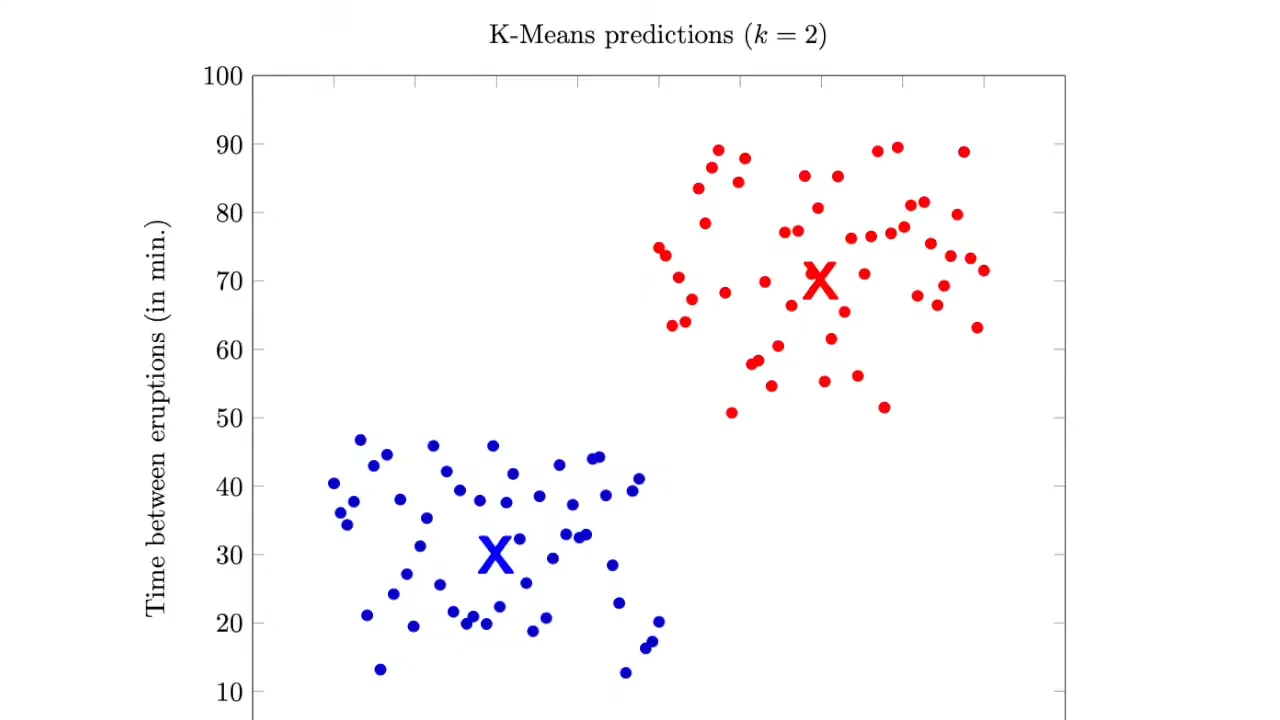 K-Means predictions (k = 2)
100
90
80
70
60
50
40
30
20
10
Time between eruptions (in min.)
X
X